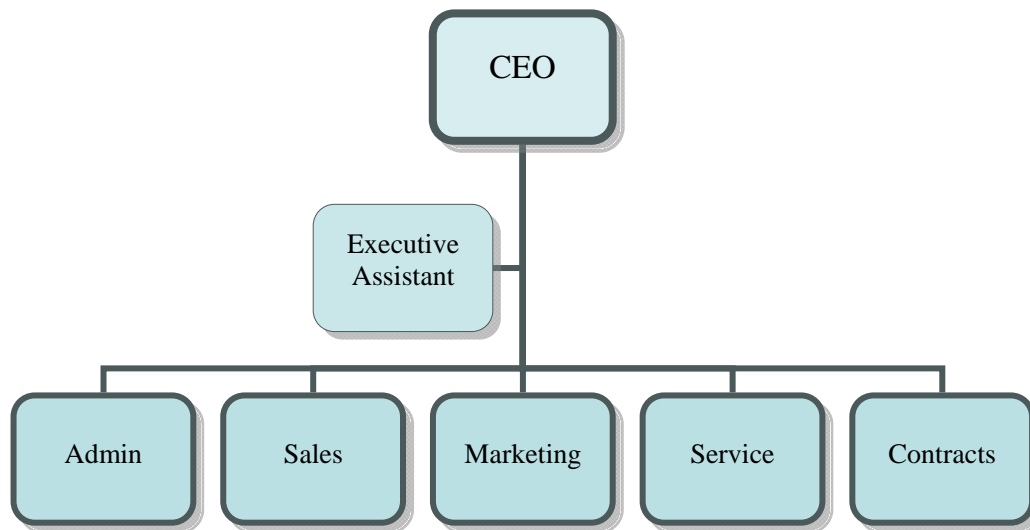 CEO
Executive
Assistant
Admin
Sales
Marketing
Service
Contracts